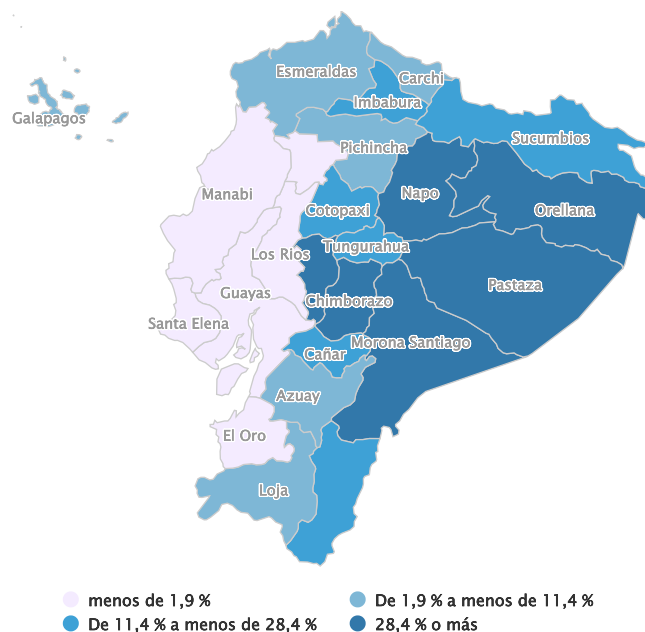 Esmeraldas
Carchi
Imbabura
Galapagos
Sucumbios
Pichincha
Manabi
Napo
Cotopaxi
Orellana
Tungurahua
Los Rios
Pastaza
Guayas
Chimborazo
Santa Elena
Morona Santiago
Cañar
Azuay
El Oro
Loja
menos de 1,9 %
De 1,9 % a menos de 11,4 %
De 11,4 % a menos de 28,4 %
28,4 % o más